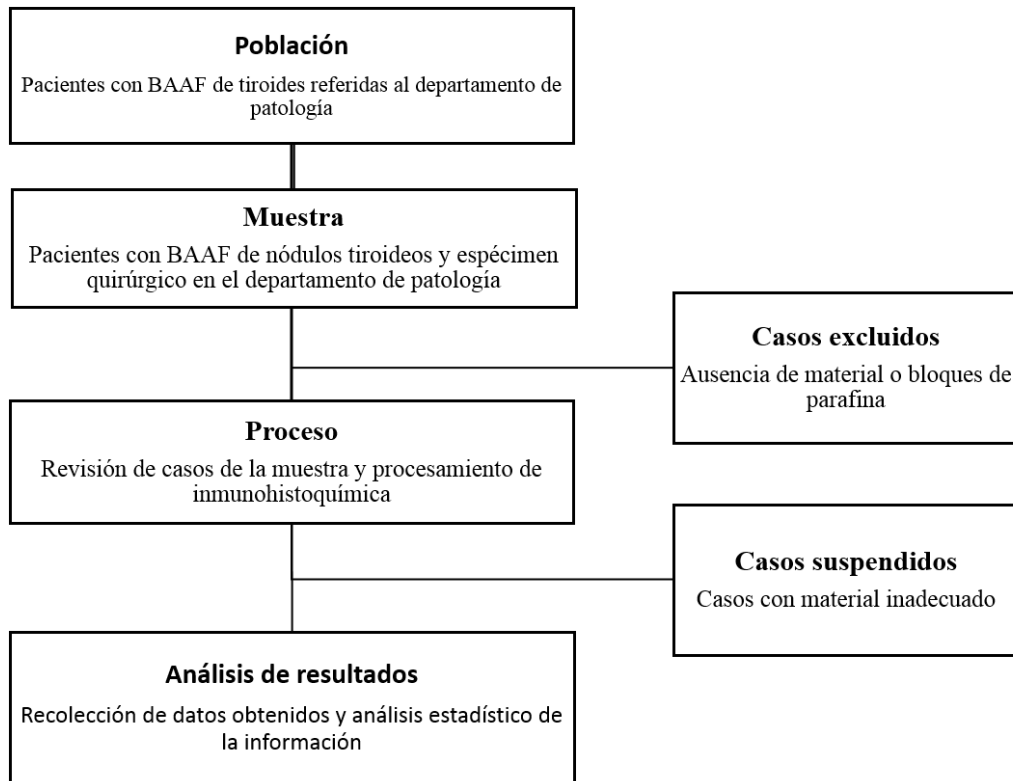 Población
Pacientes con BAAF de tiroides referidas al departamento de
patología
Muestra
Pacientes con BAAF de nódulos tiroideos y espécimen
quirúrgico en el departamento de patología
Casos excluidos
Ausencia de material o bloques de
parafina
Proceso
Revisión de casos de la muestra y procesamiento de
inmunohistoquímica
Casos suspendidos
Casos con material inadecuado
Análisis de resultados
Recolección de datos obtenidos y análisis estadístico de
la información